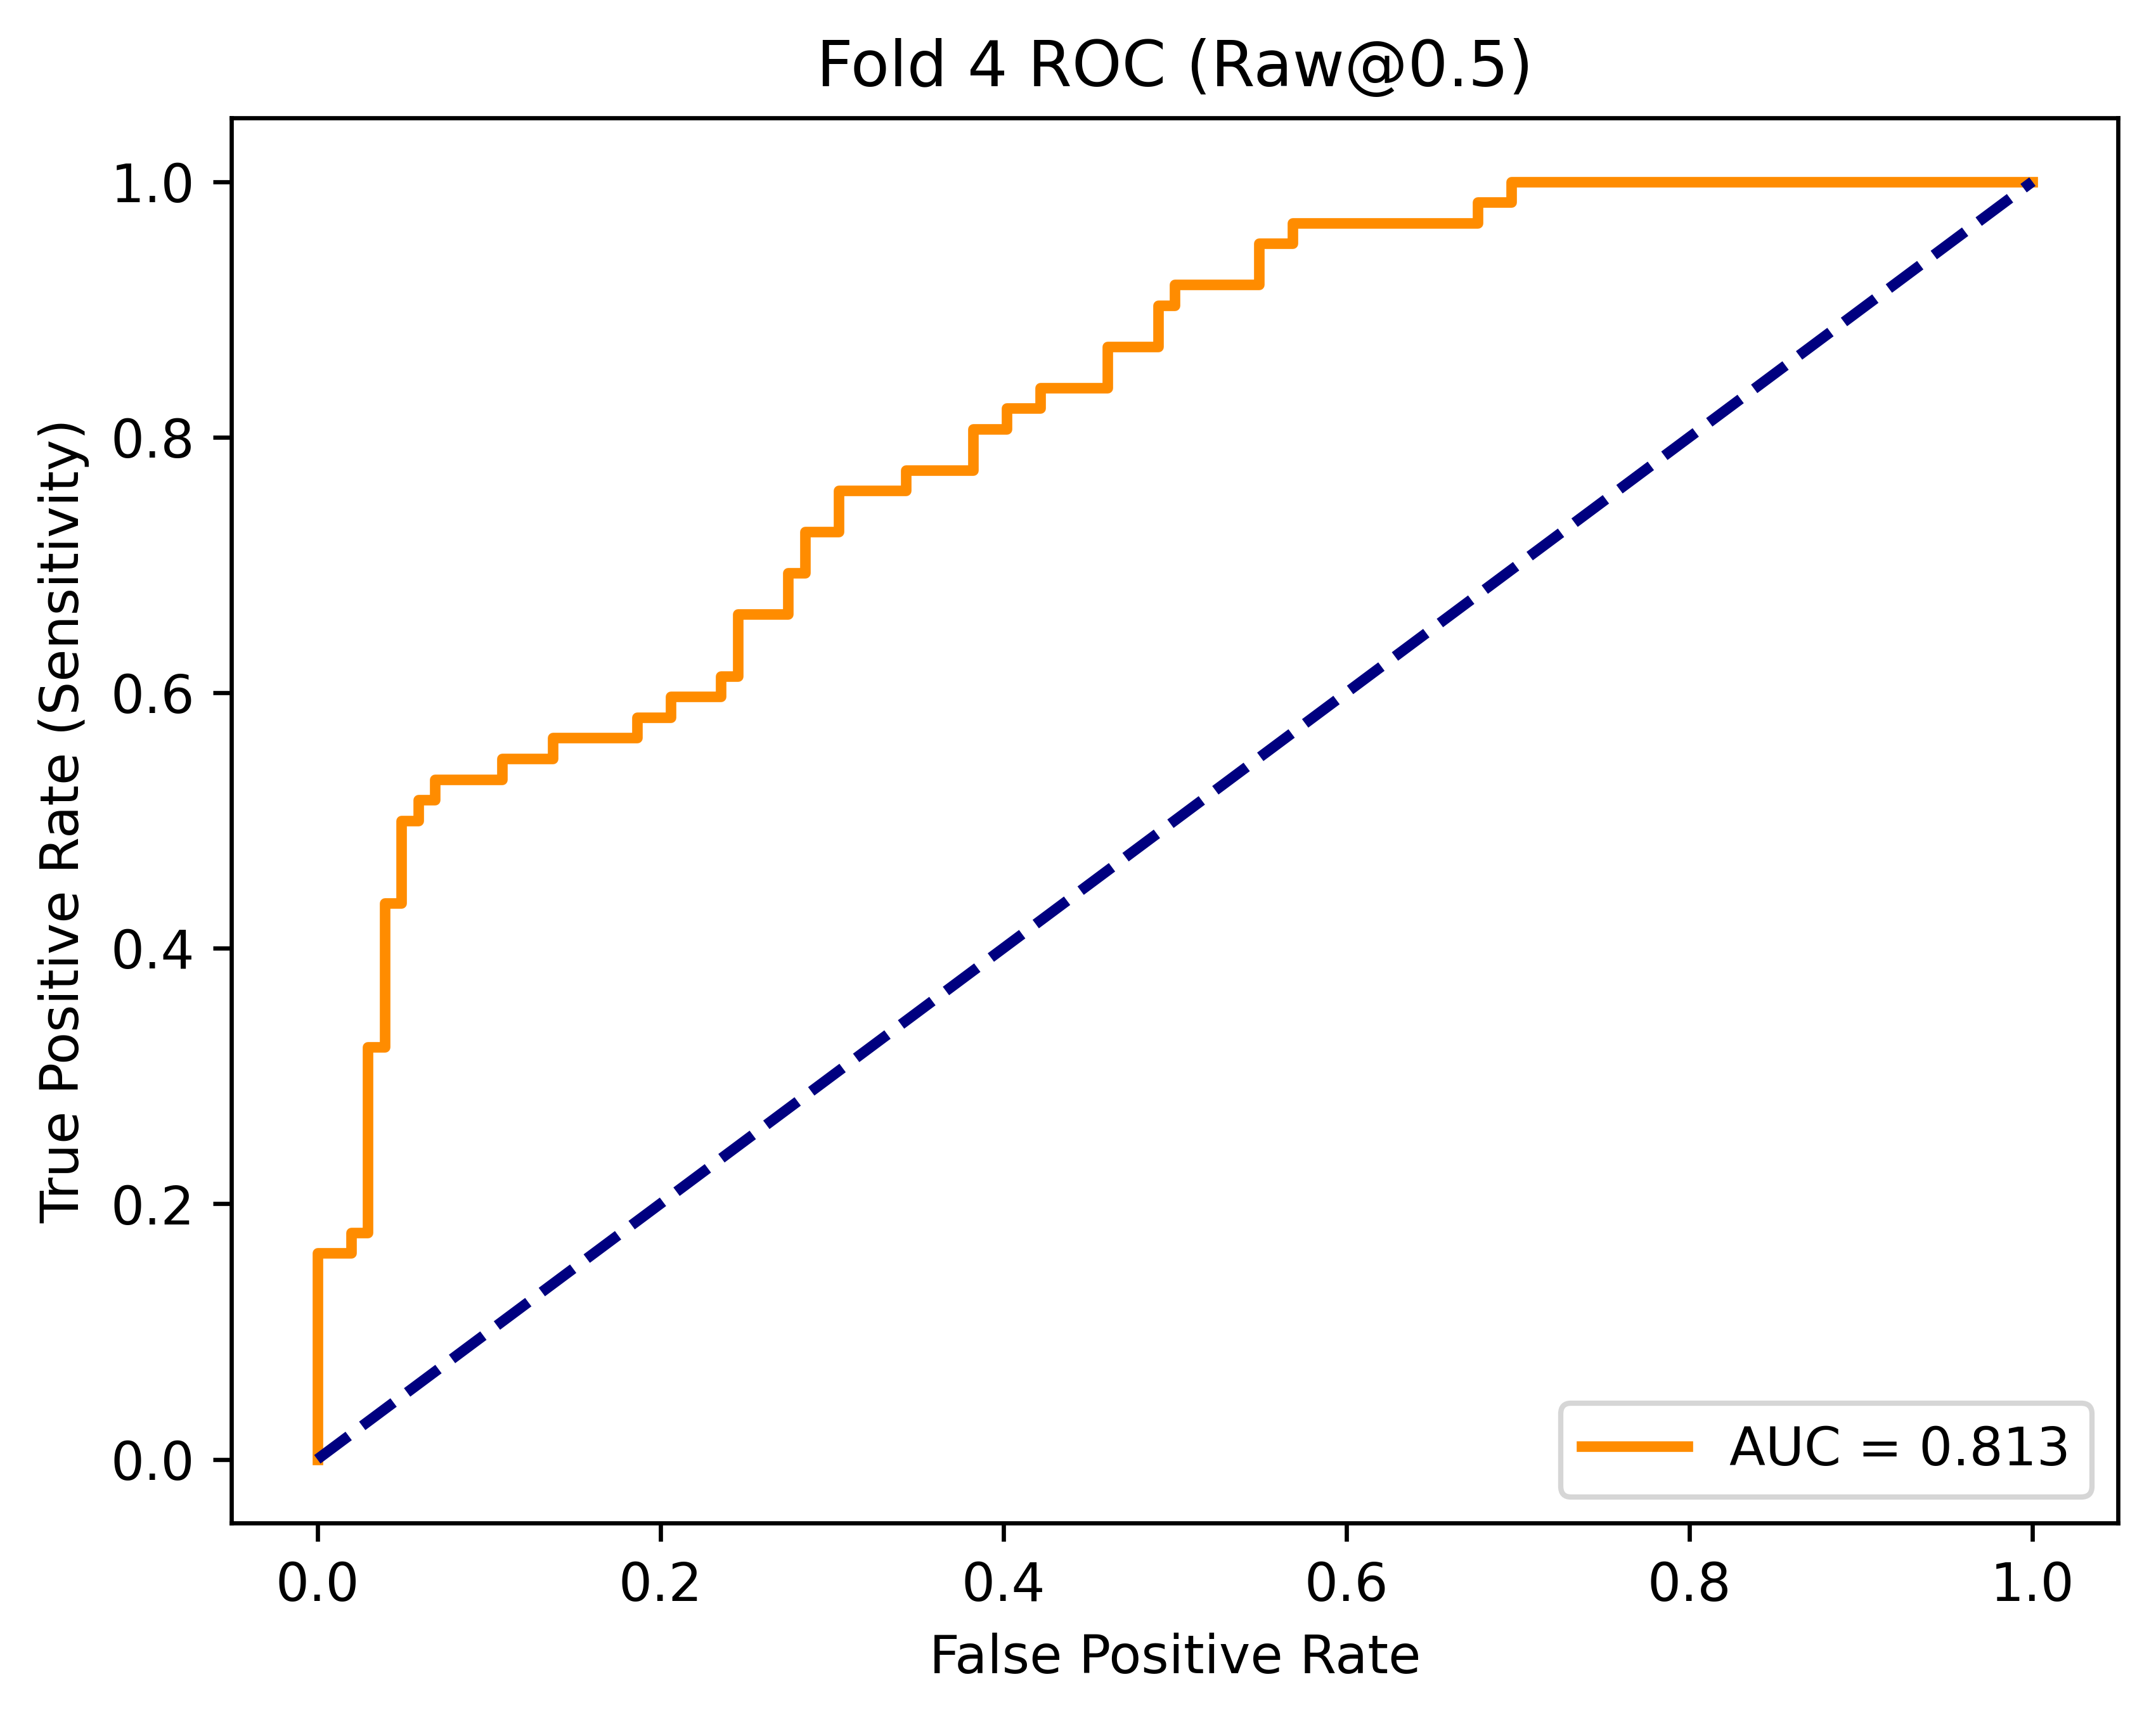 Fold 4 ROC (Raw@0.5)
True Positive Rate (Sensitivity)
1.0
0.8
0.6
0.4
0.2
0.0
AUC = 0.813
0.0 0.2 0.4 0.6 0.8 1.0
False Positive Rate